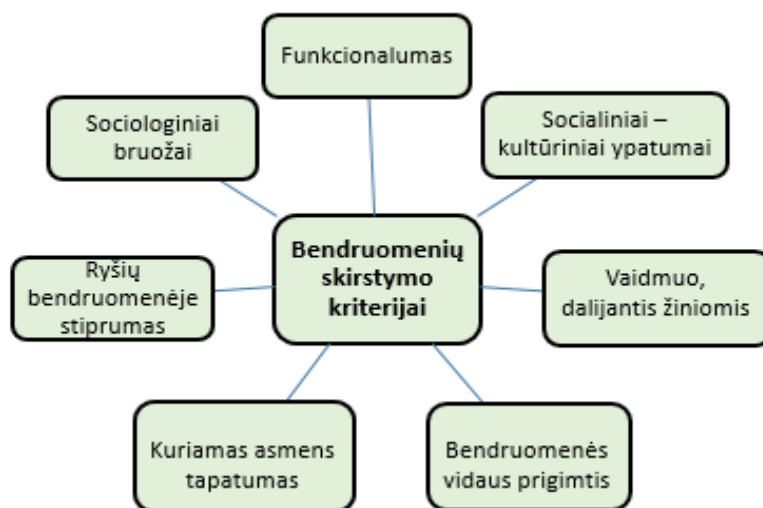 Funkcionalumas
Sociologiniai
bruožai
Socialiniai –
kultūriniai ypatumai
Bendruomenių
skirstymo
kriterijai
Ryšių
bendruomenėje
stiprumas
Vaidmuo,
dalijantis žiniomis
Kuriamas asmens
tapatumas
Bendruomenės
vidaus prigimtis